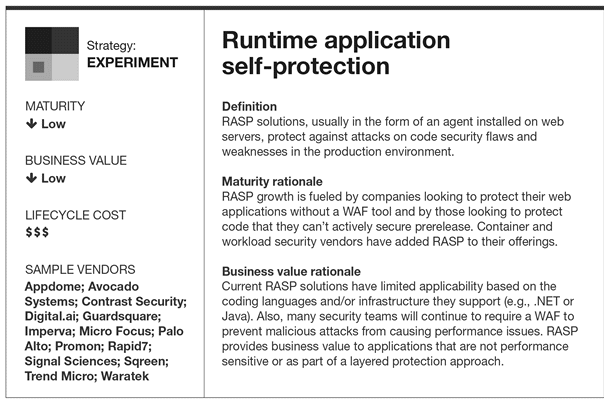 Strategy:
EXPERIMENT
MATURITY
↓ Low
BUSINESS VALUE
↓ Low
LIFECYCLE COST
$$$
SAMPLE VENDORS
Appdome; Avocado
Systems; Contrast Security;
Digital.ai; Guardsquare;
Imperva; Micro Focus; Palo
Alto; Promon; Rapid7;
Signal Sciences; Sqreen;
Trend Micro; Waratek
Runtime application
self-protection
Definition
RASP solutions, usually in the form of an agent installed on web
servers, protect against attacks on code security flaws and
weaknesses in the production environment.
Maturity rationale
RASP growth is fueled by companies looking to protect their web
applications without a WAF tool and by those looking to protect
code that they can't actively secure prerelease. Container and
workload security vendors have added RASP to their offerings.
Business value rationale
Current RASP solutions have limited applicability based on the
coding languages and/or infrastructure they support (e.g., .NET or
Java). Also, many security teams will continue to require a WAF to
prevent malicious attacks from causing performance issues. RASP
provides business value to applications that are not performance
sensitive or as part of a layered protection approach.